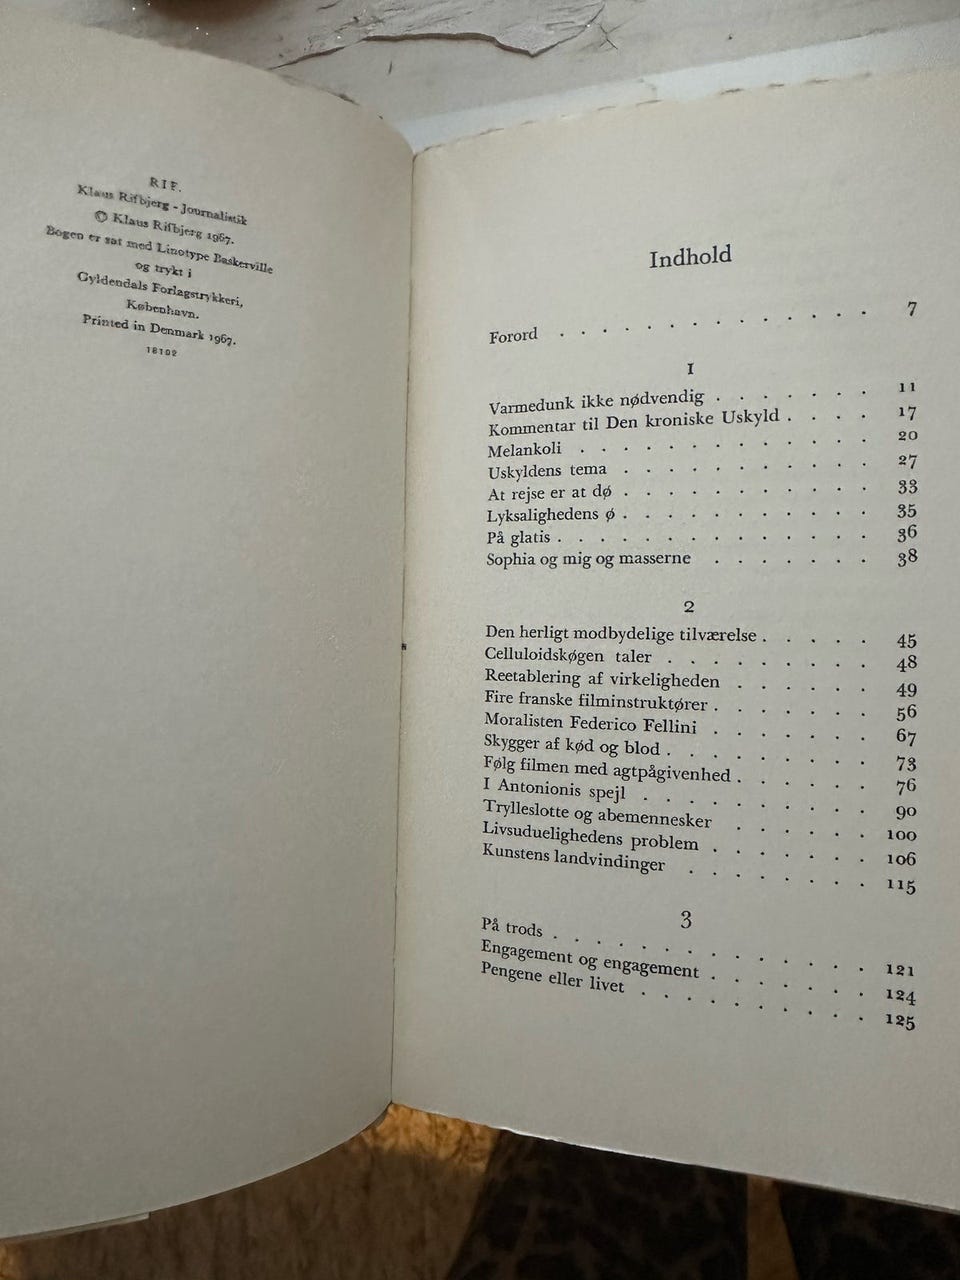 RIF.
Klaus Rifbjerg - Journalistik
© Klaus Rifbjerg 1967.
Bogen er sat med Linotype Baskerville
og trykt i
Gyldendals Forlagstrykkeri,
København.
Printed in Denmark 1967.
18102
Indhold
Forord . . . . . . . . . . . . 7
1
Varmedunk ikke nødvendig . . . . . . . 11
Kommentar til Den kroniske Uskyld . . . . 17
Melankoli . . . . . . . . . . . . 20
Uskyldens tema . . . . . . . . . . 27
At rejse er at dø . . . . . . . . . . 33
Lyksalighedens ø . . . . . . . . . . 35
På glatis . . . . . . . . . . . . . 36
Sophia og mig og masserne . . . . . . . 38
2
Den herligt modbydelige tilværelse . . . . . 45
Celluloidskøgen taler . . . . . . . . . 48
Reetablering af virkeligheden . . . . . . 49
Fire franske filminstruktører . . . . . . . 56
Moralisten Federico Fellini . . . . . . . 67
Skygger af kød og blod . . . . . . . . . 73
Følg filmen med agtpågivenhed . . . . . . 76
I Antonionis spejl . . . . . . . . . . 90
Trylleslotte og abemennesker . . . . . . 100
Livsuduelighedens problem . . . . . . . 106
Kunstens landvindinger . . . . . . . . 115
3
På trods . . . . . . . . . . . . . 121
Engagement og engagement . . . . . . . 124
Pengene eller livet . . . . . . . . . . 125